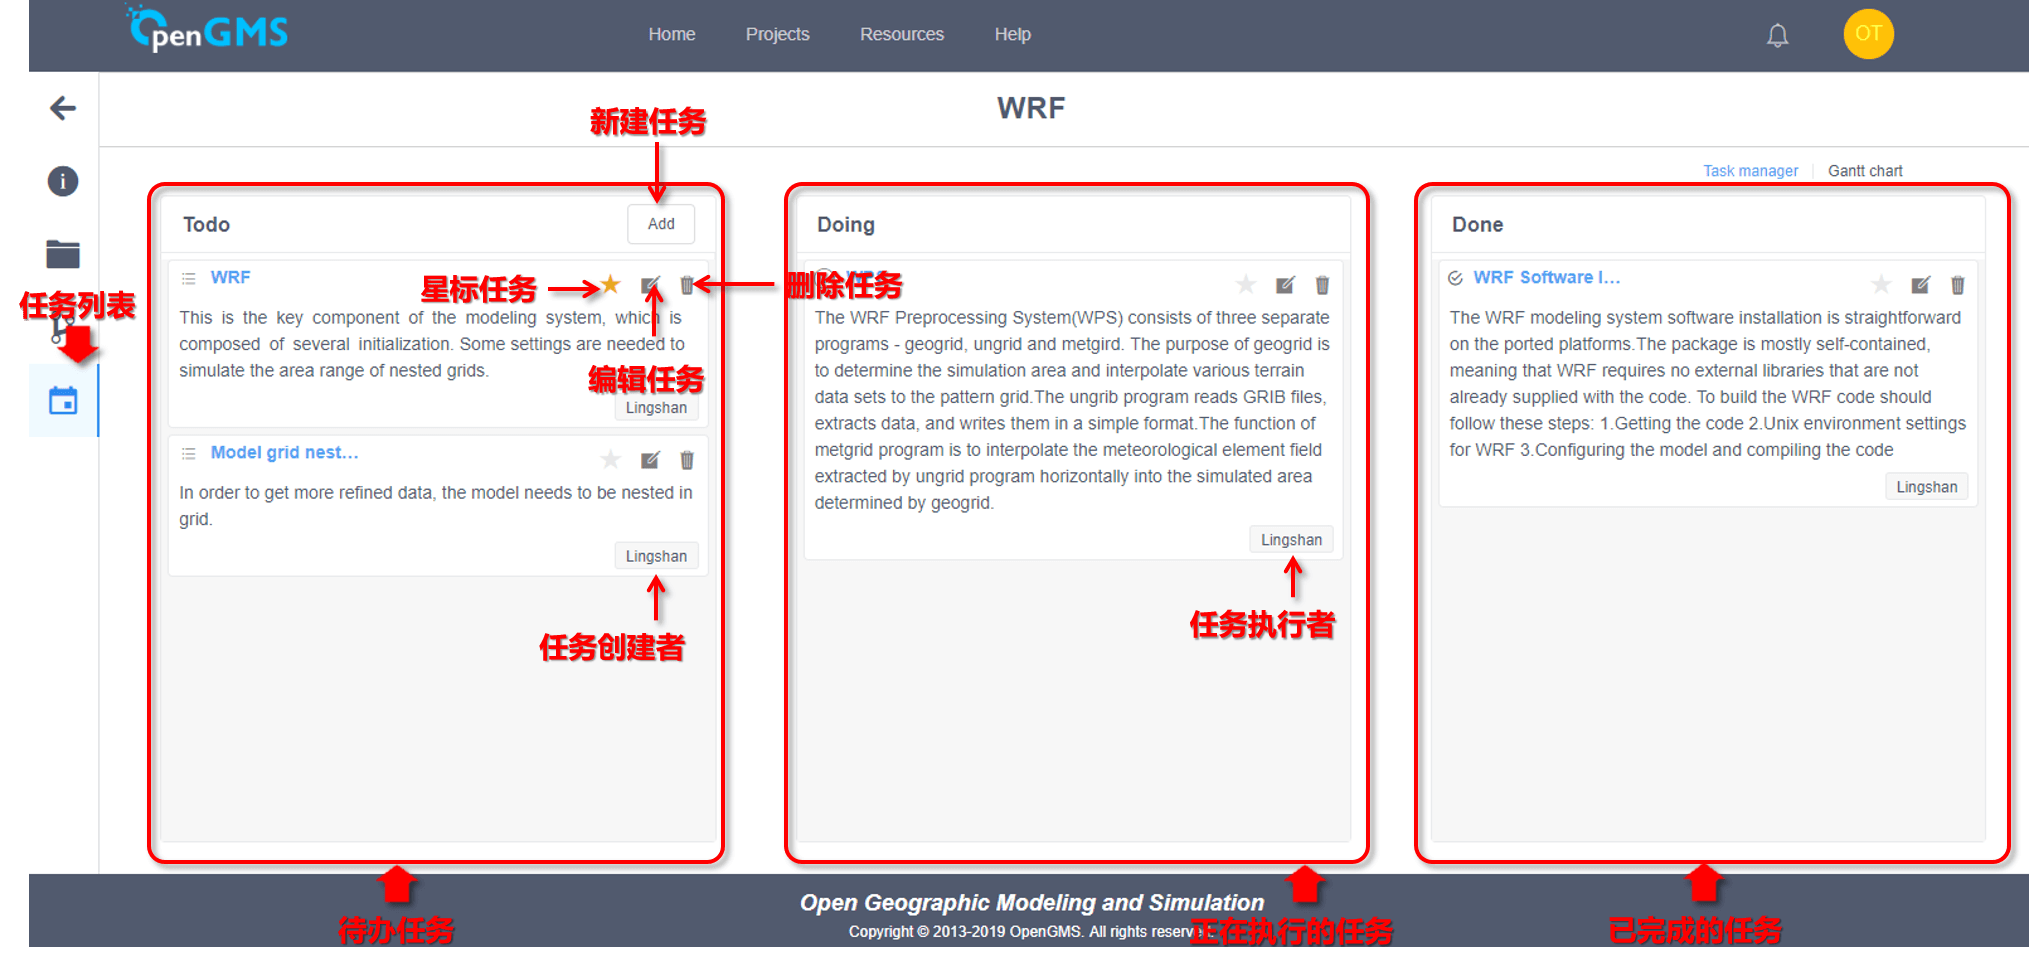 OpenGMS
Home
Projects
Resources
Help
OT
WRF
新建任务
Task manager
Gantt chart
任务列表
Todo
Add
WRF
星标任务
删除任务
This is the key component of the modeling system, which is
composed of several initialization. Some settings are needed to
simulate the area range of nested grids.
编辑任务
Lingshan
Model grid nest...
In order to get more refined data, the model needs to be nested in
grid.
Lingshan
任务创建者
Doing
The WRF Preprocessing System(WPS) consists of three separate
programs - geogrid, ungrid and metgird. The purpose of geogrid is
to determine the simulation area and interpolate various terrain
data sets to the pattern grid.The ungrib program reads GRIB files,
extracts data, and writes them in a simple format.The function of
metgrid program is to interpolate the meteorological element field
extracted by ungrid program horizontally into the simulated area
determined by geogrid.
Lingshan
任务执行者
Done
WRF Software I...
The WRF modeling system software installation is straightforward
on the ported platforms.The package is mostly self-contained,
meaning that WRF requires no external libraries that are not
already supplied with the code. To build the WRF code should
follow these steps: 1.Getting the code 2.Unix environment settings
for WRF 3.Configuring the model and compiling the code
Lingshan
待办任务
正在执行的任务
已完成的任务
Open Geographic Modeling and Simulation
Copyright © 2013-2019 OpenGMS. All rights reserved.